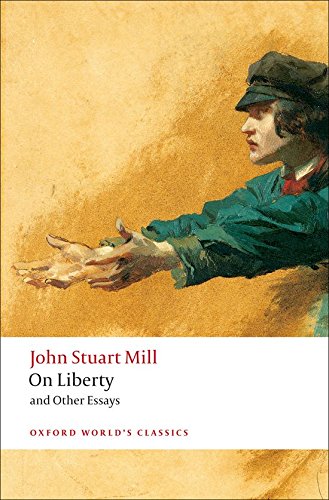 John Stuart Mill
On Liberty
and Other Essays
OXFORD WORLD'S CLASSICS